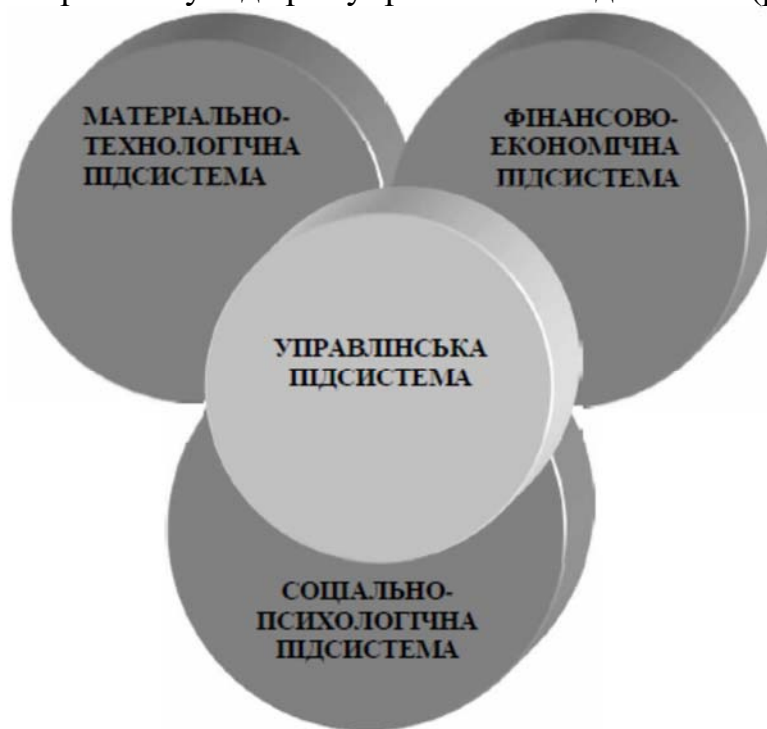 МАТЕРІАЛЬНО-
ТЕХНОЛОГІЧНА
ПІДСИСТЕМА
ФІНАНСОВО-
ЕКОНОМІЧНА
ПІДСИСТЕМА
УПРАВЛІНСЬКА
ПІДСИСТЕМА
СОЦІАЛЬНО-
ПСИХОЛОГІЧНА
ПІДСИСТЕМА